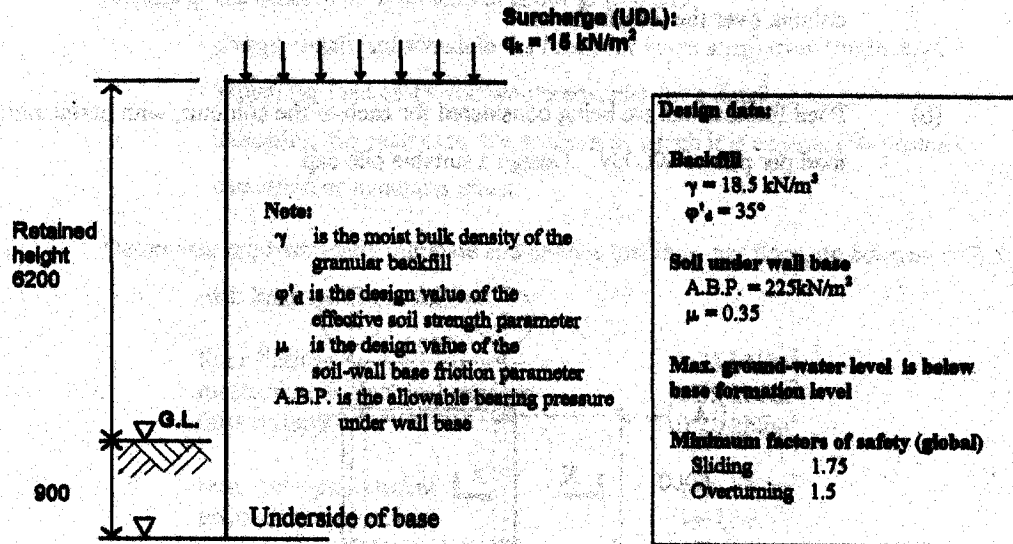 Surcharge (UDL):
qk = 15 kN/m²
Retained
height
6200
Note:
γ is the moist bulk density of the
granular backfill
φ'd is the design value of the
effective soil strength parameter
μ is the design value of the
soil-wall base friction parameter
A.B.P. is the allowable bearing pressure
under wall base
G.L.
900
Underside of base
Design data:
Backfill
γ = 18.5 kN/m³
φ'd = 35°
Soil under wall base
A.B.P. = 225kN/m²
μ = 0.35
Max. ground-water level is below
base formation level
Minimum factors of safety (global)
Sliding 1.75
Overturning 1.5